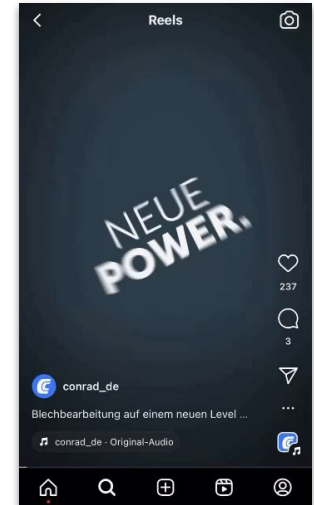 Reels
NEUE
POWER.
237
3
conrad_de
Blechbearbeitung auf einem neuen Level ...
conrad_de · Original-Audio